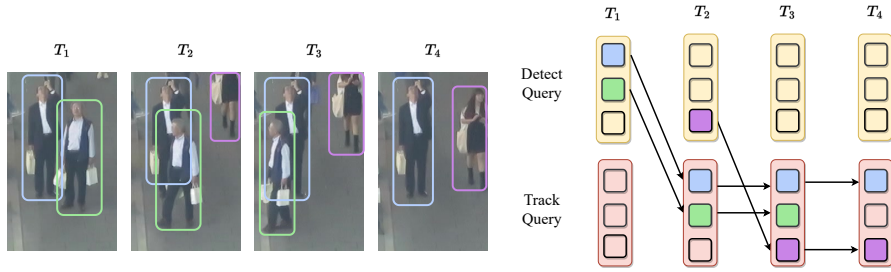 T₁ T₂ T₃ T₄
T₁ T₂ T₃ T₄
Detect
Query
Track
Query